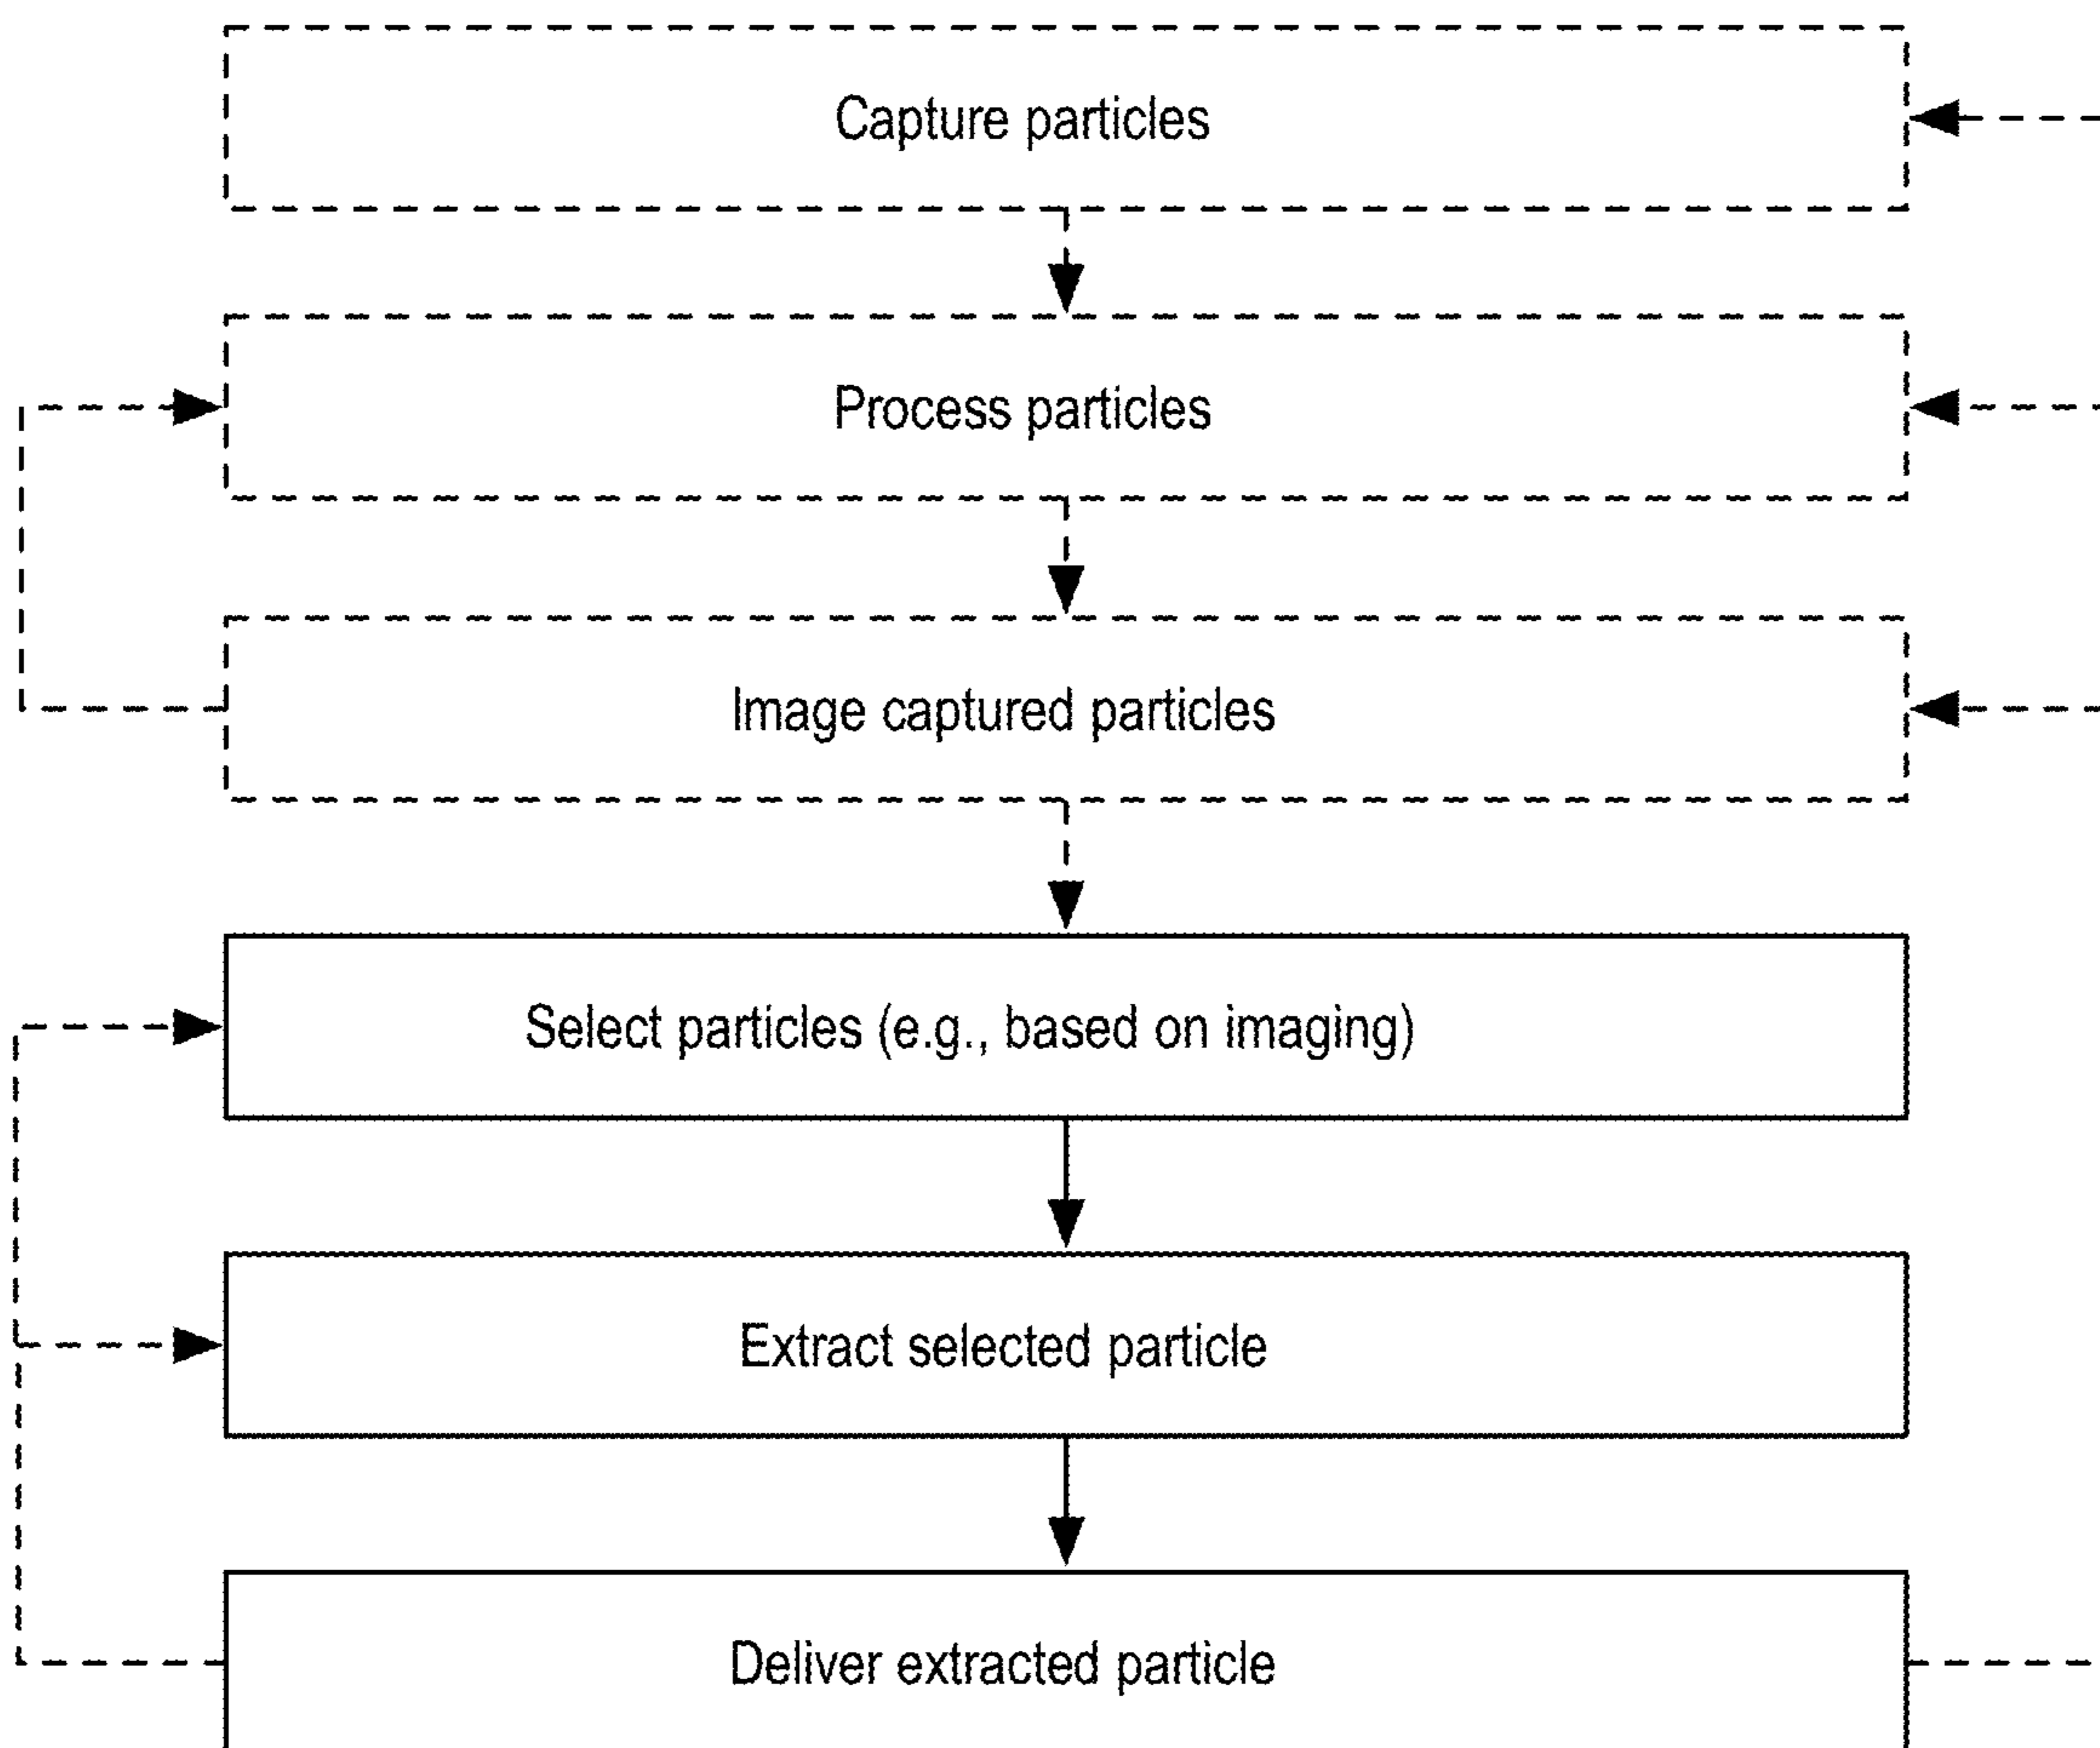 Capture particles
Process particles
Image captured particles
Select particles (e.g., based on imaging)
Extract selected particle
Deliver extracted particle